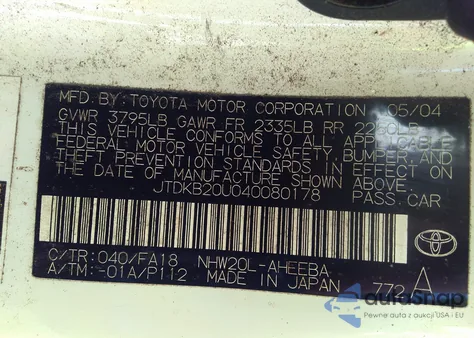 MFD. BY: TOYOTA MOTOR CORPORATION 05/04
GVWR 3795LB GAWR FR 2335LB RR 2260LB
THIS VEHICLE CONFORMS TO ALL APPLICABLE
FEDERAL MOTOR VEHICLE SAFETY, BUMPER, AND
THEFT PREVENTION STANDARDS IN EFFECT ON
THE DATE OF MANUFACTURE SHOWN ABOVE.
JTDKB20U040080178 PASS.CAR
C/TR: 040/FA18 NHW20L-AHEEBA
A/TM: -01A/P112 MADE IN JAPAN 772 A
TOYOTA
autosnap
Pewne auta z aukcji USA i EU